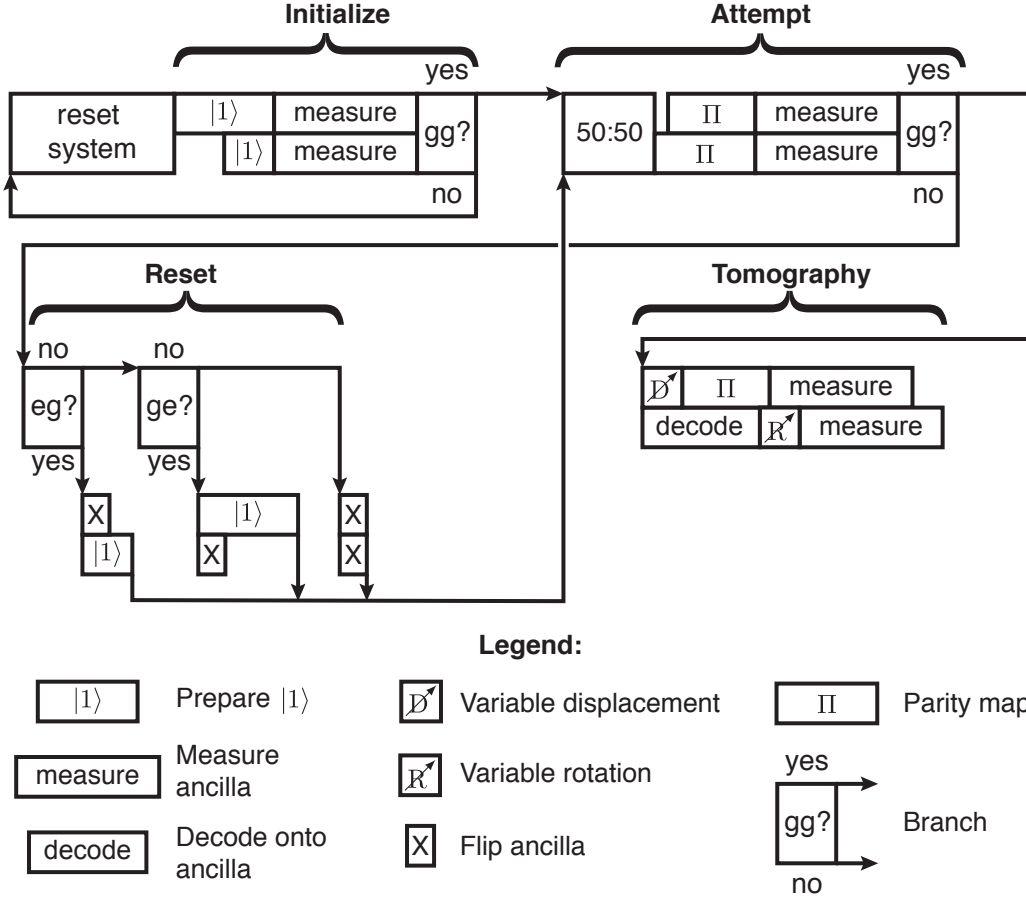 Initialize
Attempt
yes
yes
reset
system
|1⟩
measure
gg?
|1⟩
measure
50:50
Π
measure
gg?
Π
measure
no
no
Reset
Tomography
no
no
eg?
ge?
yes
yes
D
Π
measure
decode
R
measure
X
|1⟩
X
|1⟩
X
X
Legend:
|1⟩
Prepare |1⟩
D
Variable displacement
Π
Parity map
measure
Measure
ancilla
R
Variable rotation
yes
gg?
Branch
no
decode
Decode onto
ancilla
X
Flip ancilla